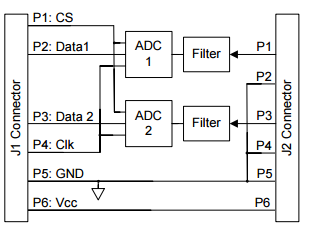 P1: CS
P2: Data1
P3: Data 2
P4: Clk
P5: GND
P6: Vcc
J1 Connector
ADC
1
Filter
ADC
2
Filter
P1
P2
P3
P4
P5
P6
J2 Connector